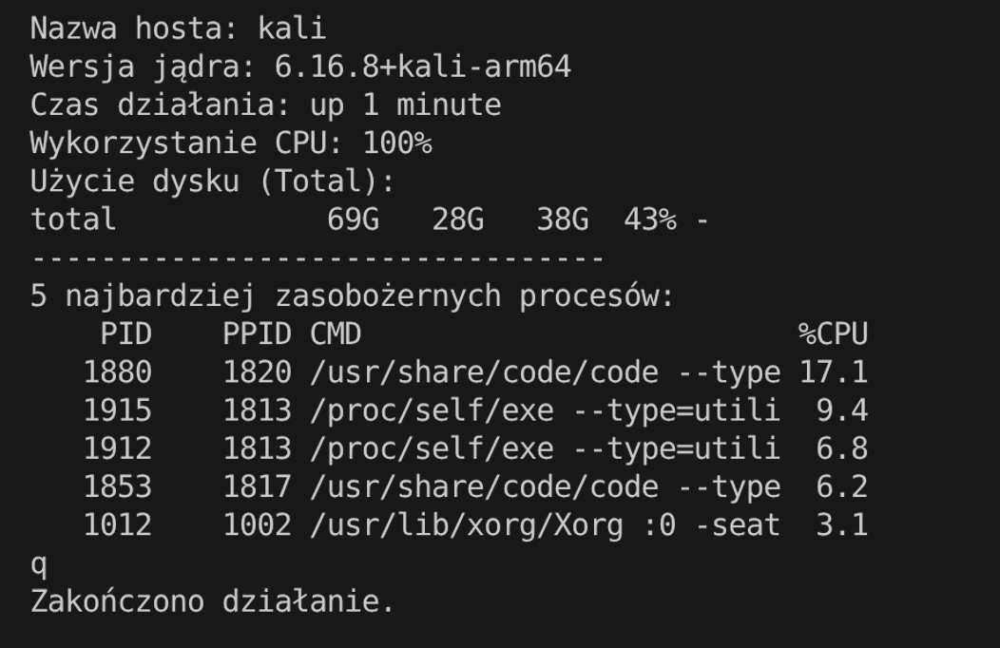 Nazwa hosta: kali
Wersja jądra: 6.16.8+kali-arm64
Czas działania: up 1 minute
Wykorzystanie CPU: 100%
Użycie dysku (Total):
total            69G   28G   38G  43% -
---------------------------------
5 najbardziej zasobożernych procesów:
    PID    PPID CMD                         %CPU
   1880    1820 /usr/share/code/code --type 17.1
   1915    1813 /proc/self/exe --type=utili  9.4
   1912    1813 /proc/self/exe --type=utili  6.8
   1853    1817 /usr/share/code/code --type  6.2
   1012    1002 /usr/lib/xorg/Xorg :0 -seat  3.1
q
Zakończono działanie.